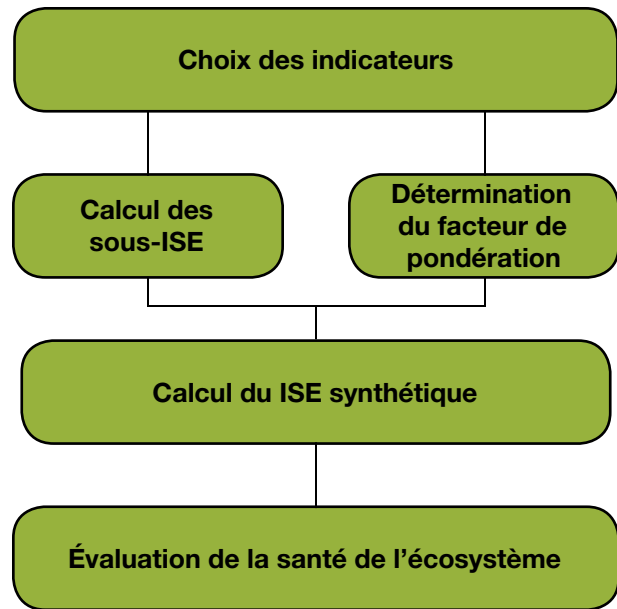 Choix des indicateurs
Calcul des
sous-ISE
Détermination
du facteur de
pondération
Calcul du ISE synthétique
Évaluation de la santé de l’écosystème